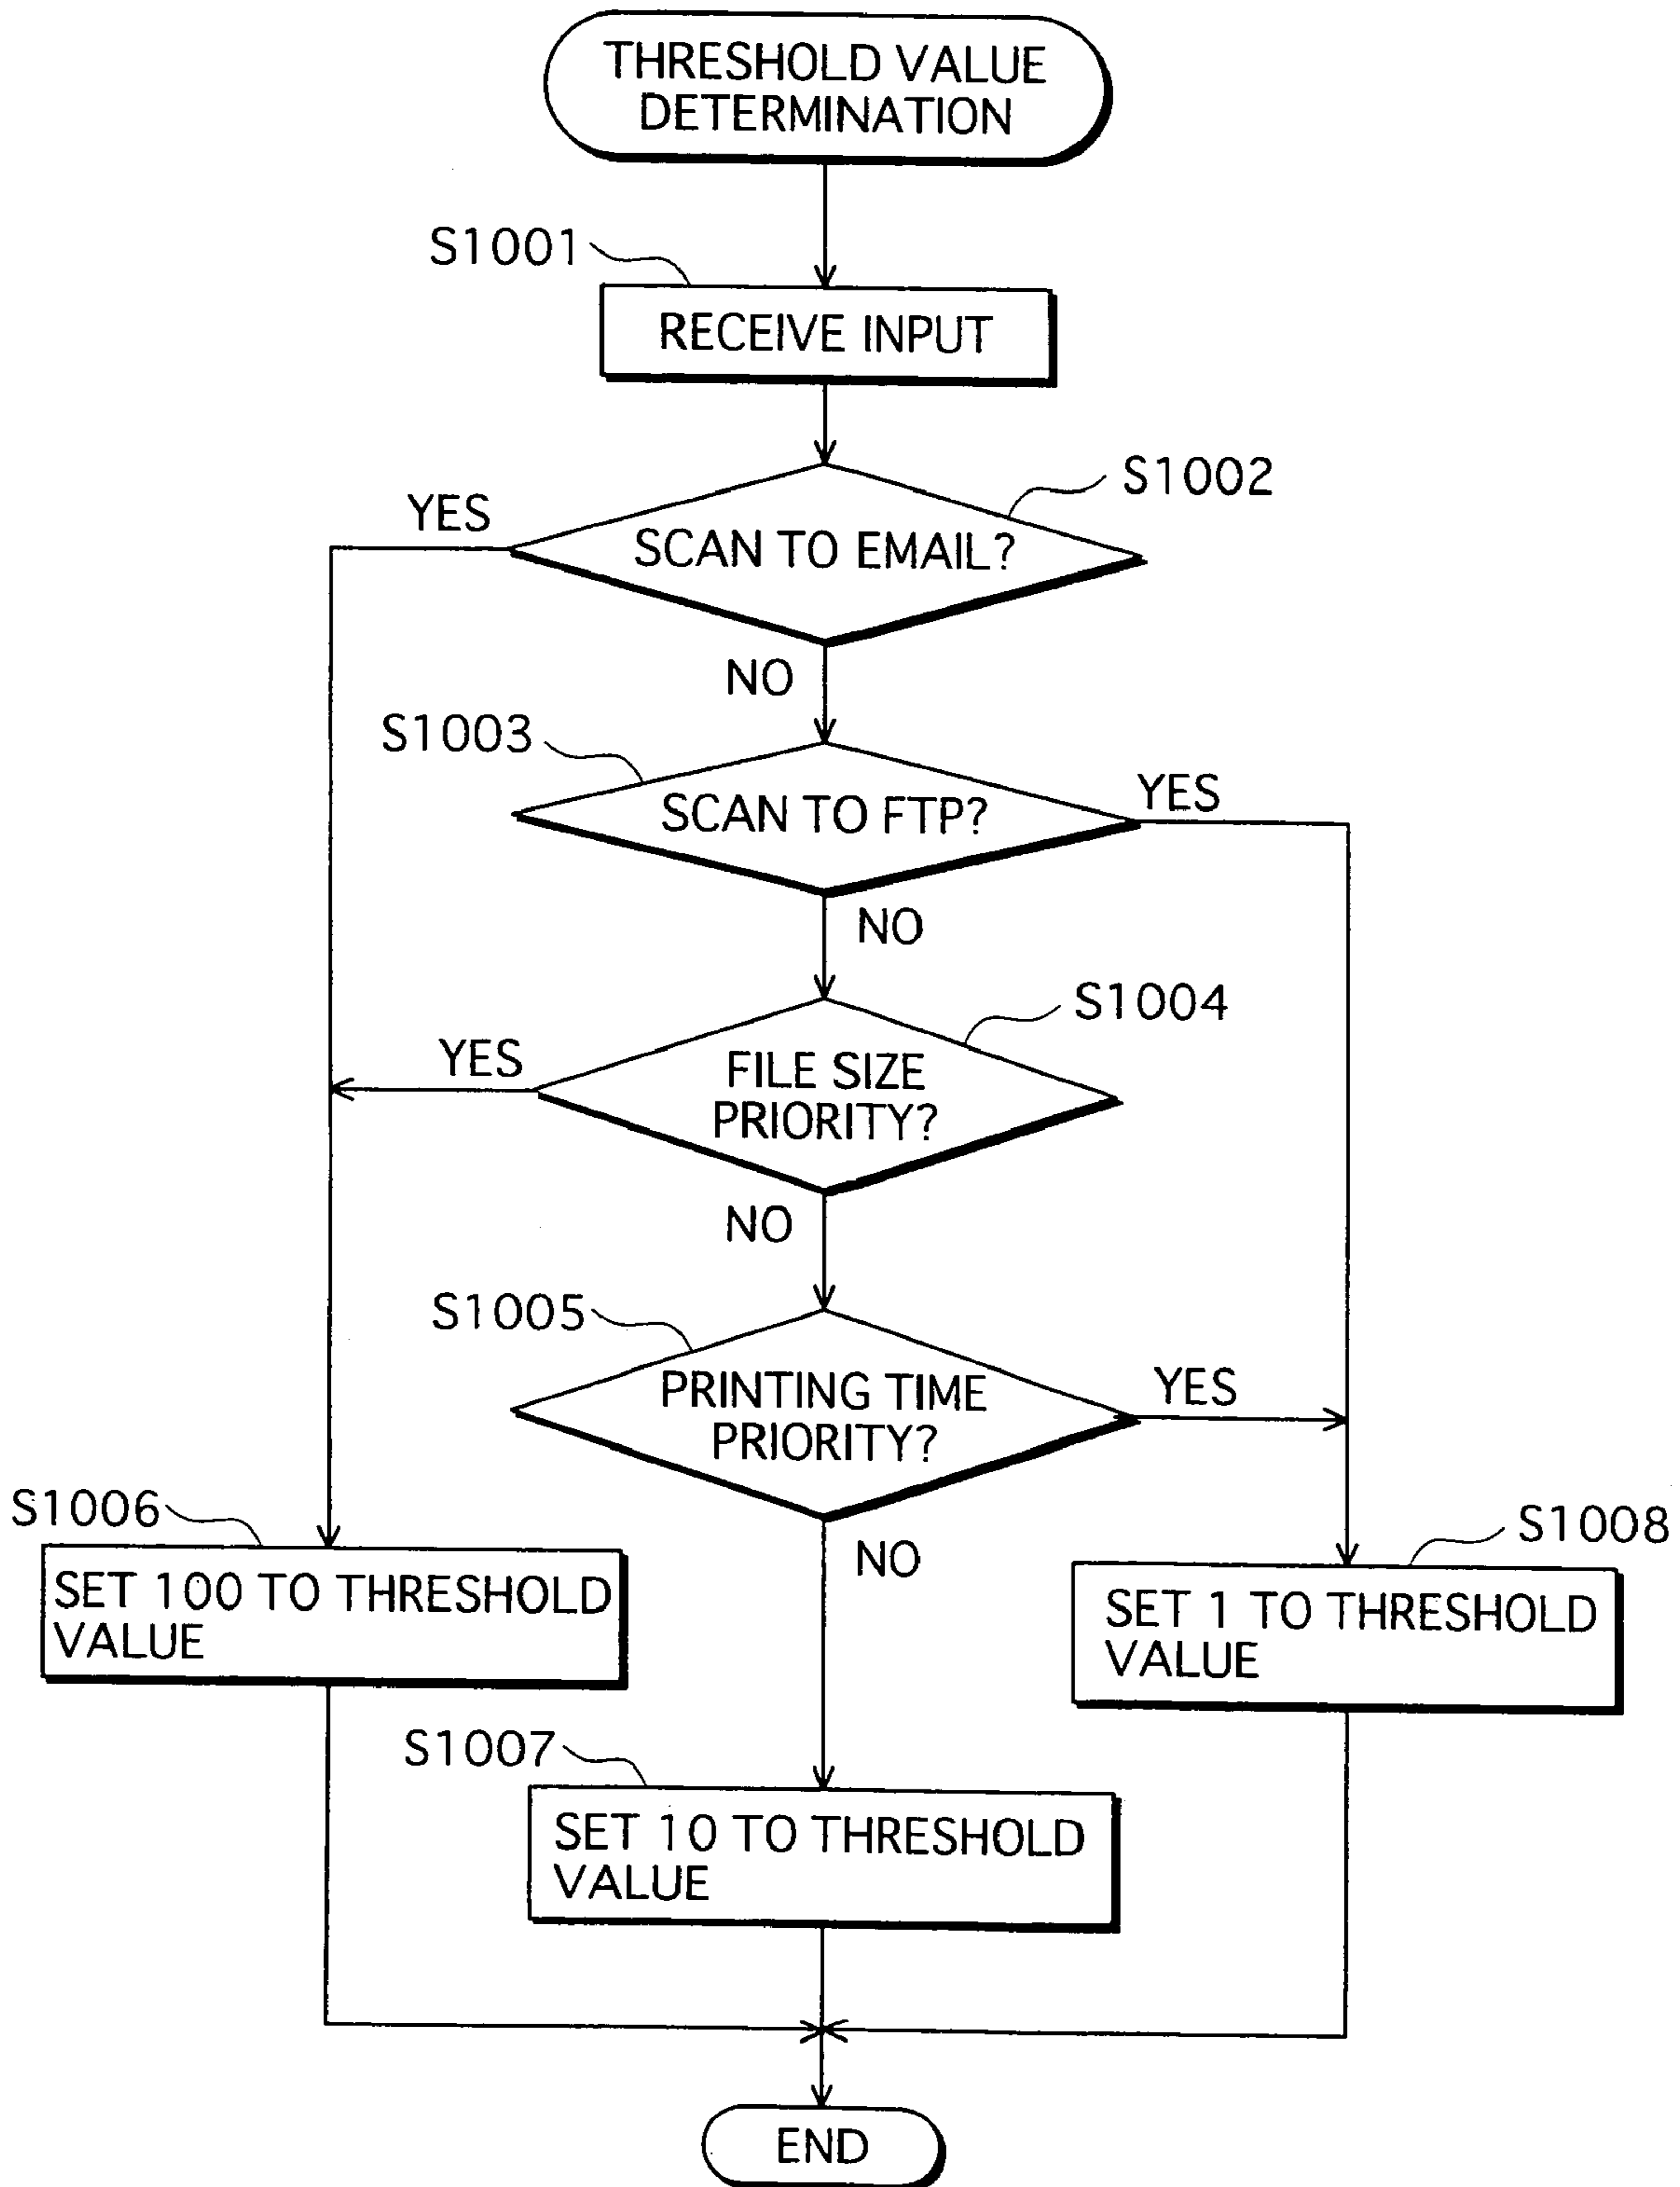 THRESHOLD VALUE
DETERMINATION
S1001
RECEIVE INPUT
S1002
YES
SCAN TO EMAIL?
NO
S1003
SCAN TO FTP?
YES
NO
S1004
YES
FILE SIZE
PRIORITY?
NO
S1005
PRINTING TIME
PRIORITY?
YES
S1006
SET 100 TO THRESHOLD
VALUE
NO
S1008
SET 1 TO THRESHOLD
VALUE
S1007
SET 10 TO THRESHOLD
VALUE
END